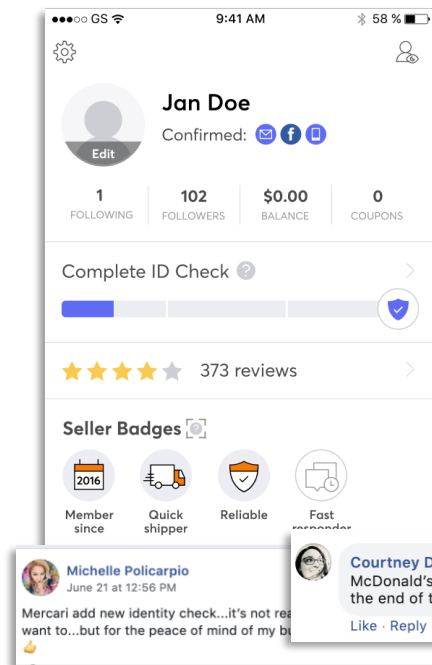 GS 9:41 AM 58 %
Jan Doe
Confirmed:
Edit
1 102 $0.00 0
FOLLOWING FOLLOWERS BALANCE COUPONS
Complete ID Check ?
373 reviews
Seller Badges ?
2016
Member Quick Reliable Fast
since shipper responder
Michelle Policarpio
June 21 at 12:56 PM
Mercari add new identity check...it's not rea
want to...but for the peace of mind of my bu
Courtney D
McDonald's
the end of t
Like · Reply